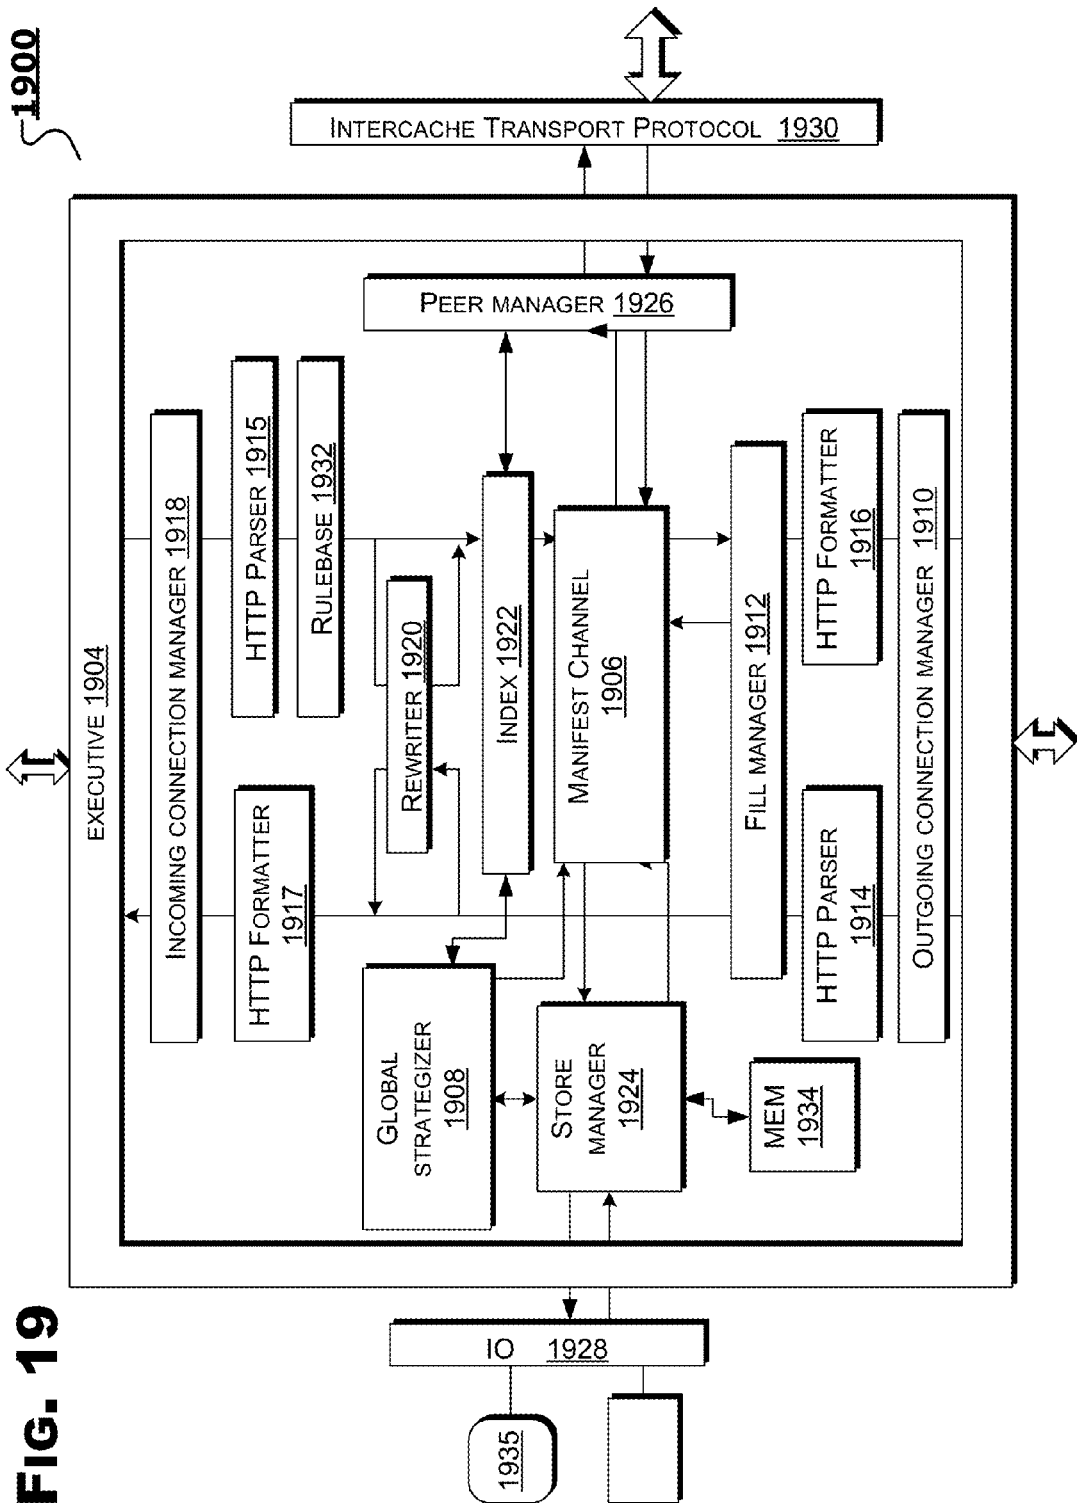 FIG. 19
1900
EXECUTIVE 1904
INCOMING CONNECTION MANAGER 1918
HTTP FORMATTER
1917
HTTP PARSER 1915
RULEBASE 1932
REWRITER 1920
GLOBAL
STRATEGIZER
1908
INDEX 1922
PEER MANAGER 1926
INTERCACHE TRANSPORT PROTOCOL 1930
IO 1928
1935
STORE
MANAGER
1924
MANIFEST CHANNEL
1906
MEM
1934
FILL MANAGER 1912
HTTP PARSER
1914
HTTP FORMATTER
1916
OUTGOING CONNECTION MANAGER 1910